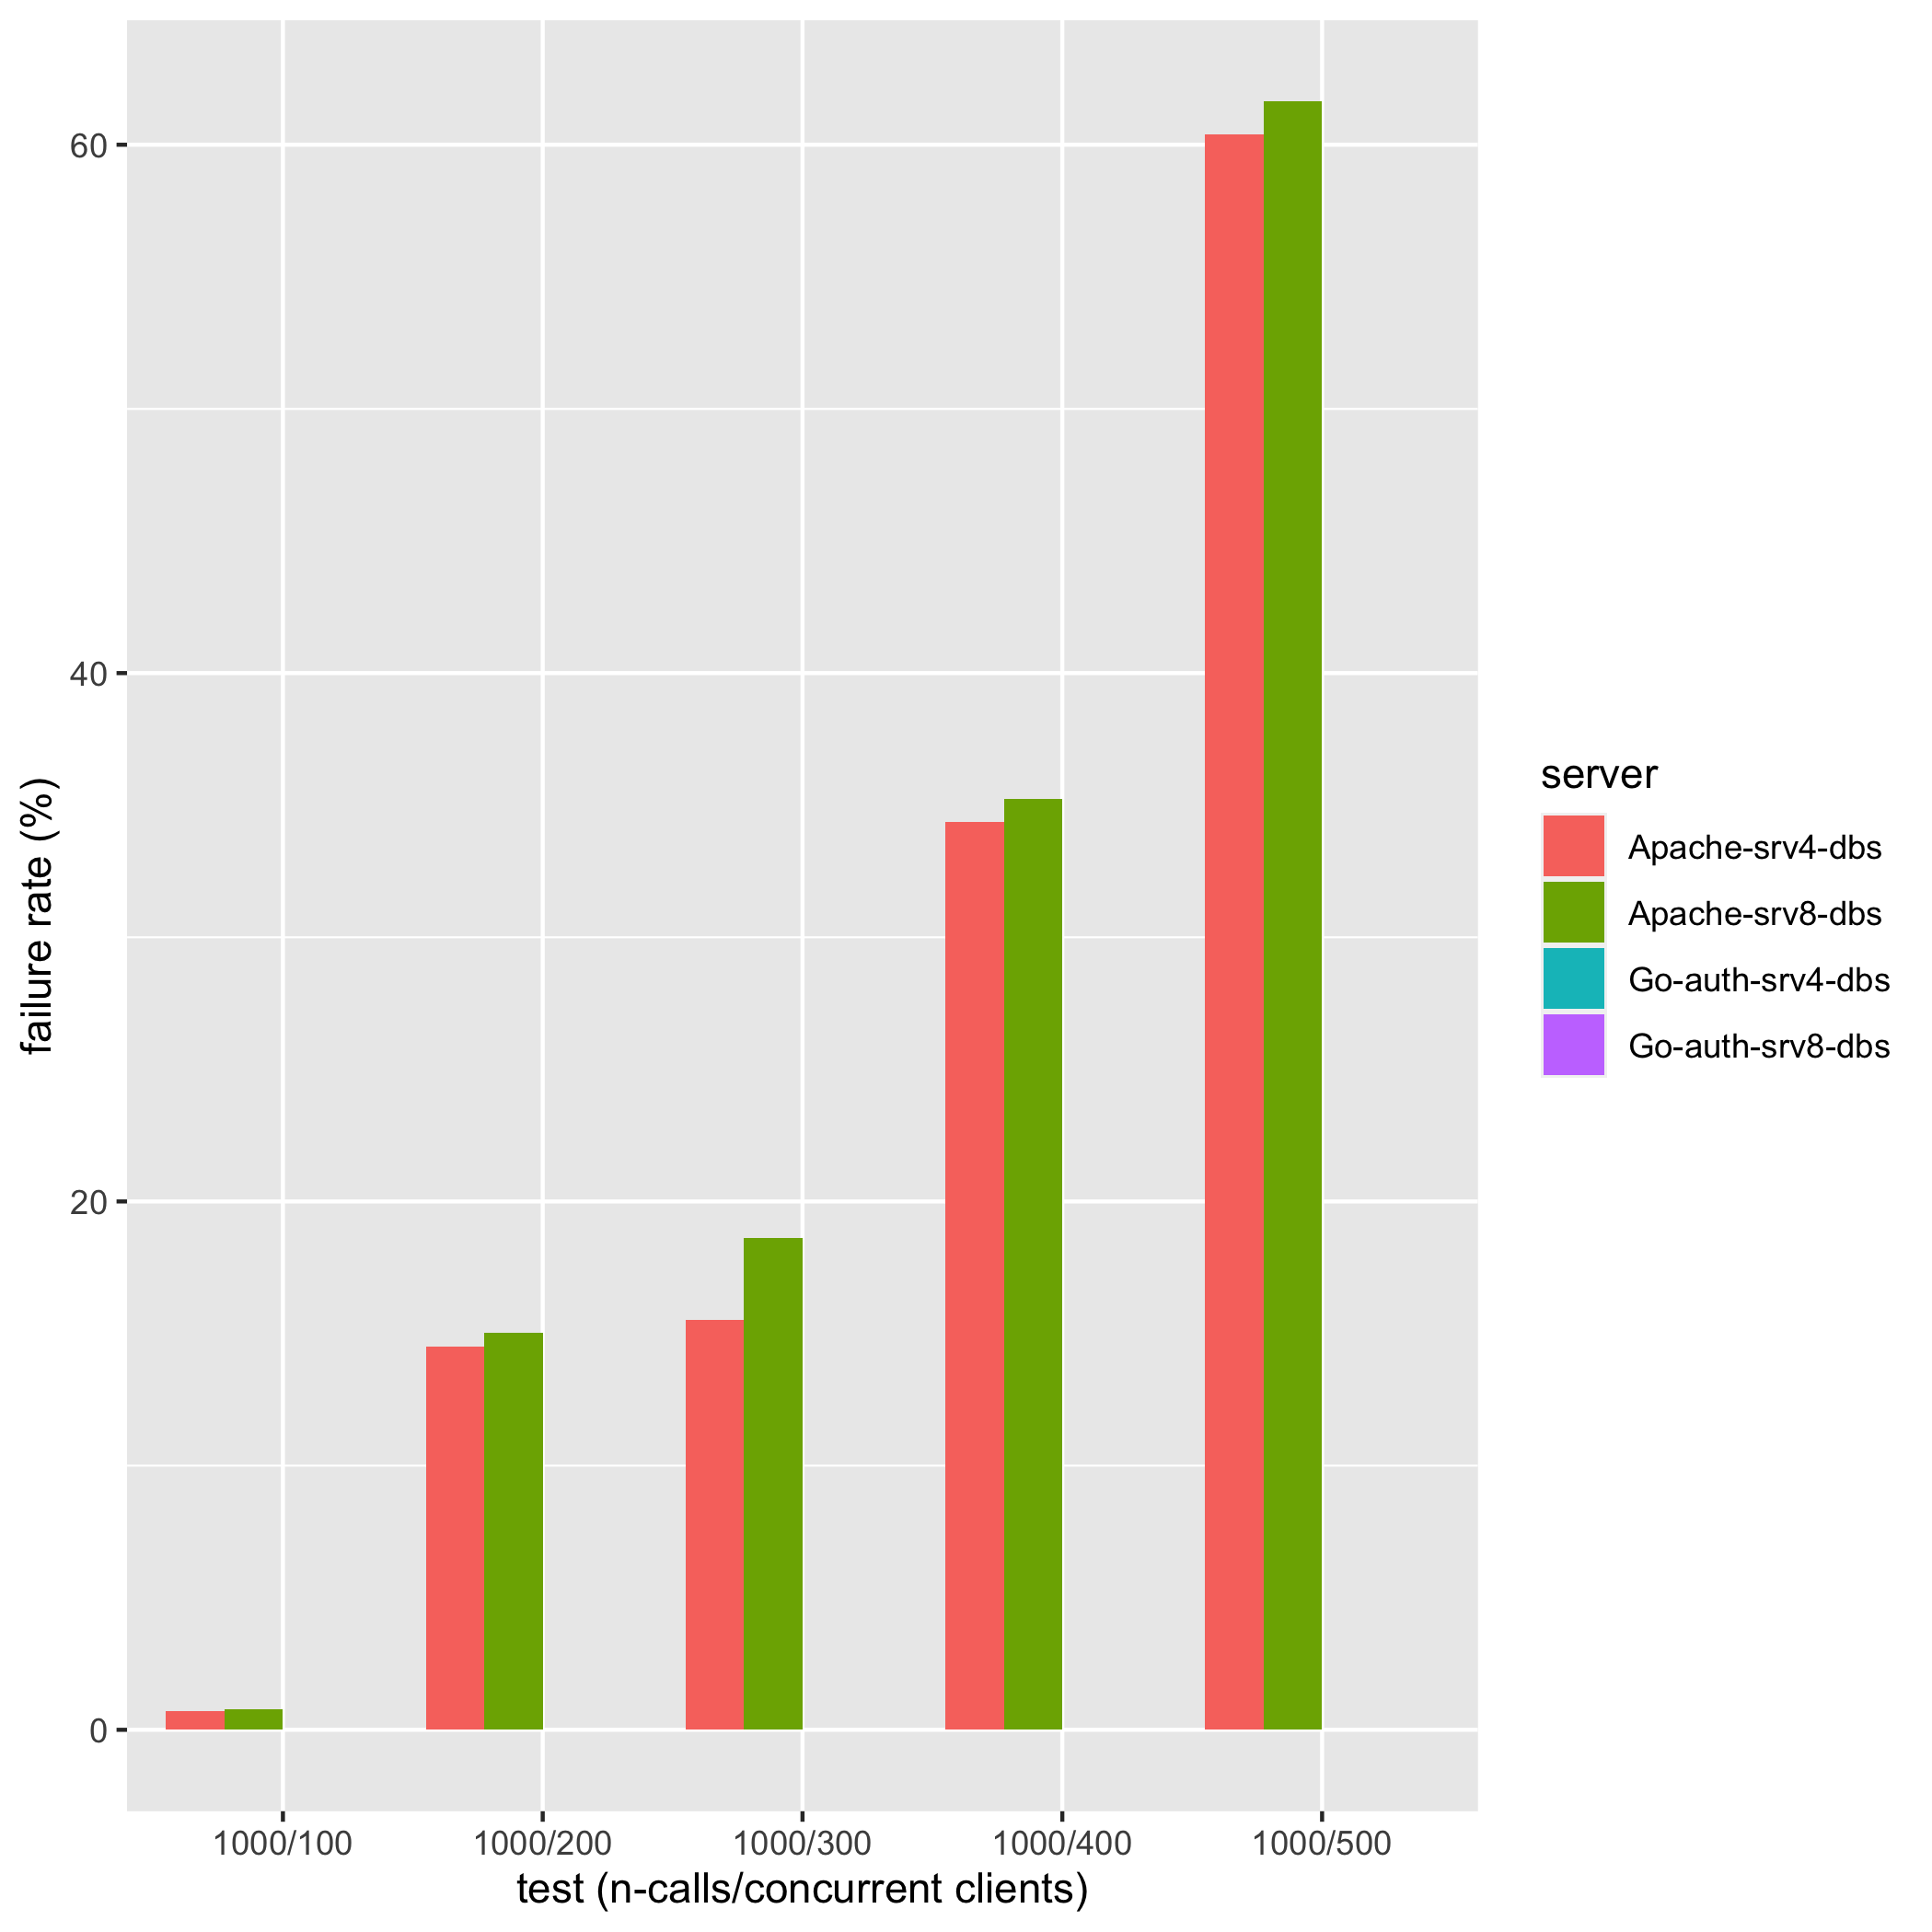 failure rate (%)
60
40
20
0
1000/100
1000/200
1000/300
1000/400
1000/500
test (n-calls/concurrent clients)
server
Apache-srv4-dbs
Apache-srv8-dbs
Go-auth-srv4-dbs
Go-auth-srv8-dbs